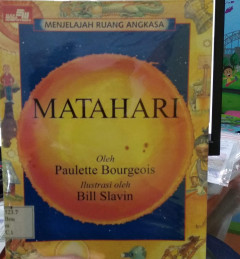 MENJELAJAH RUANG ANGKASA
MATAHARI
Oleh
Paulette Bourgeois
Ilustrasi oleh
Bill Slavin